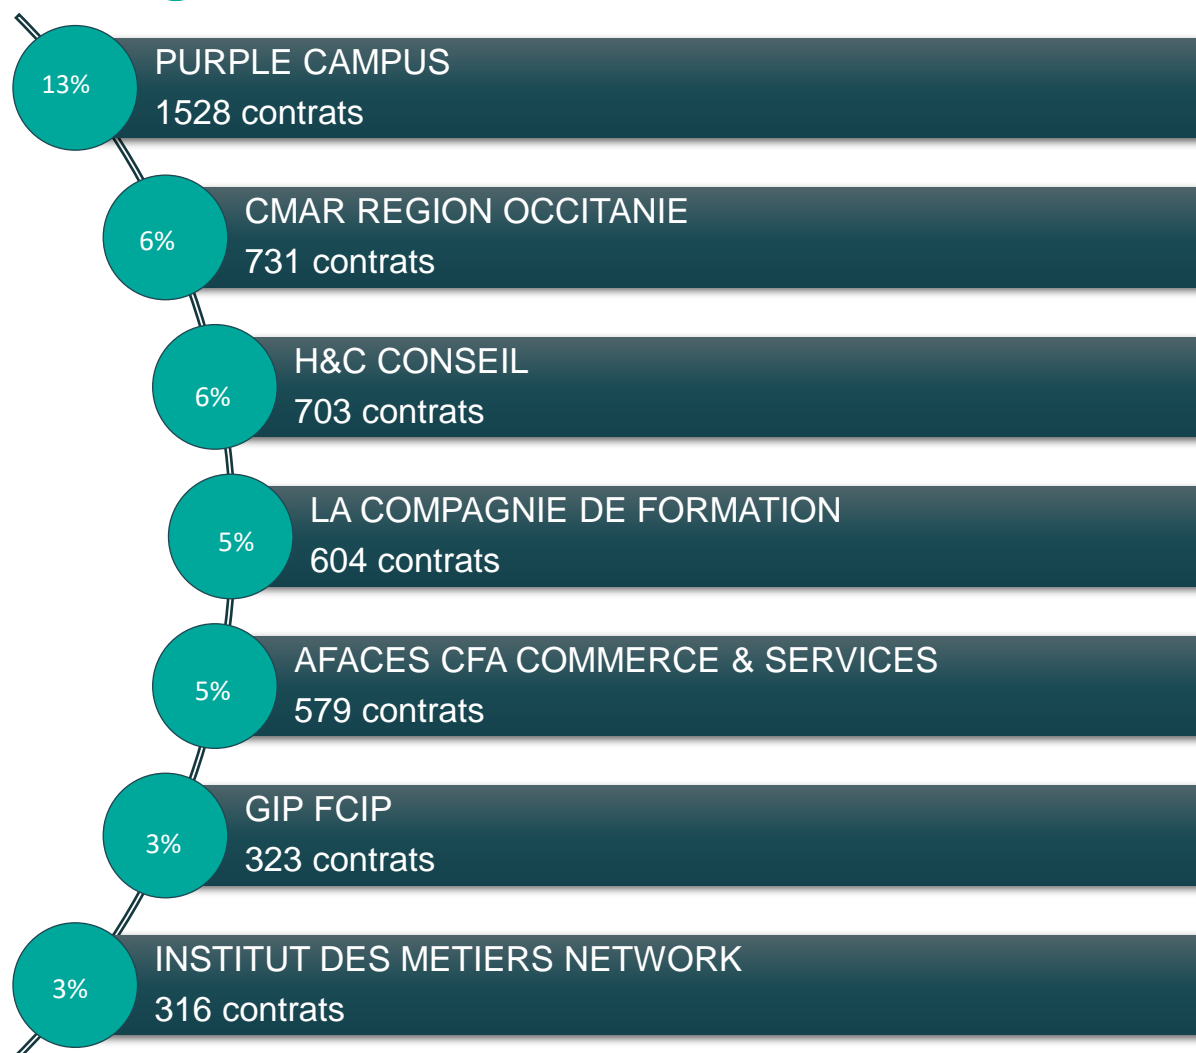 13%
PURPLE CAMPUS
1528 contrats
6%
CMAR REGION OCCITANIE
731 contrats
6%
H&C CONSEIL
703 contrats
5%
LA COMPAGNIE DE FORMATION
604 contrats
5%
AFACES CFA COMMERCE & SERVICES
579 contrats
3%
GIP FCIP
323 contrats
3%
INSTITUT DES METIERS NETWORK
316 contrats